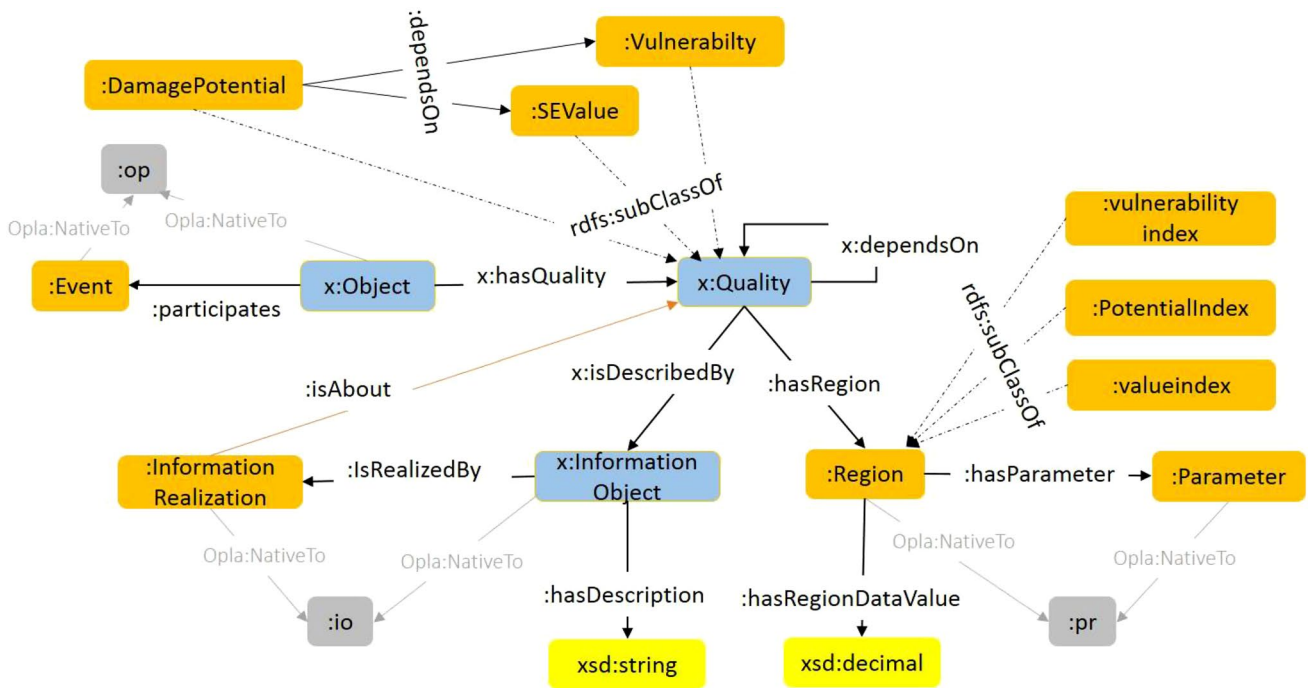 :dependsOn
:Vulnerabilty
:DamagePotential
:SEValue
:op
Opla:NativeTo
Opla:NativeTo
rdfs:subClassOf
:vulnerability
index
x:dependsOn
:Event
x:Object
x:hasQuality
x:Quality
:participates
rdfs:subClassOf
:PotentialIndex
:valueindex
:isAbout
x:isDescribedBy
:hasRegion
:Information
Realization
:IsRealizedBy
x:Information
Object
:Region
:hasParameter
:Parameter
Opla:NativeTo
Opla:NativeTo
Opla:NativeTo
Opla:NativeTo
:io
:hasDescription
:hasRegionDataValue
:pr
xsd:string
xsd:decimal